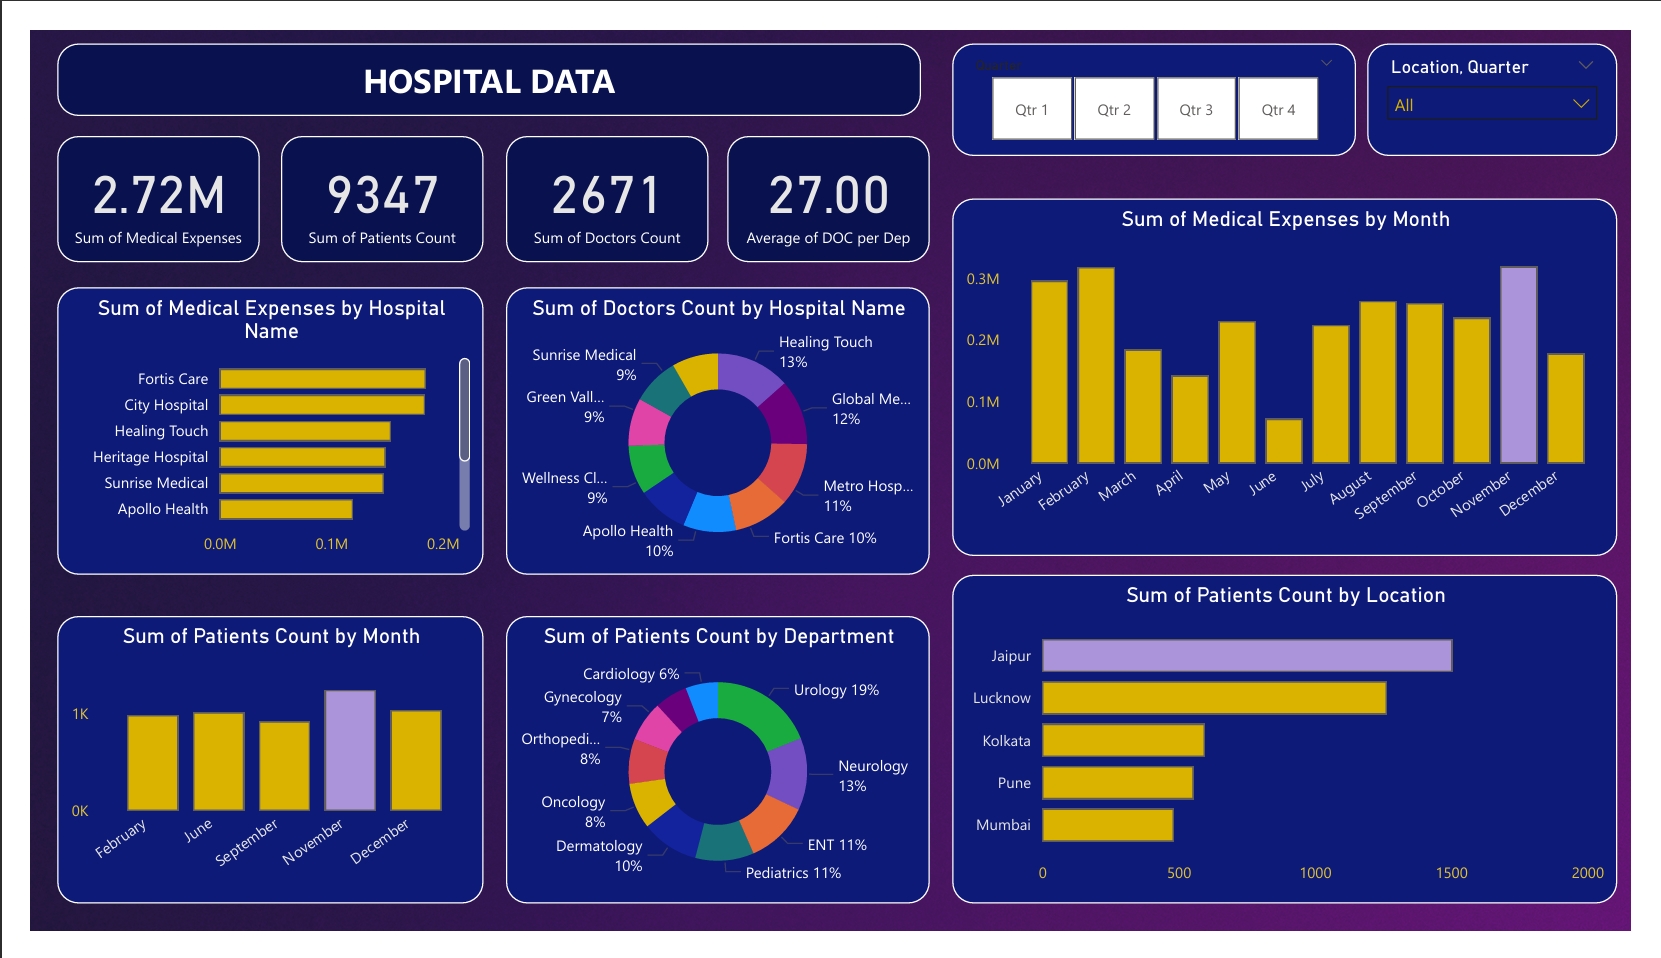 HOSPITAL DATA
Quarter
Qtr 1 Qtr 2 Qtr 3 Qtr 4
Location, Quarter
All
2.72M
Sum of Medical Expenses
9347
Sum of Patients Count
2671
Sum of Doctors Count
27.00
Average of DOC per Dep
Sum of Medical Expenses by Hospital
Name
Fortis Care
City Hospital
Healing Touch
Heritage Hospital
Sunrise Medical
Apollo Health
0.0M 0.1M 0.2M
Sum of Doctors Count by Hospital Name
Healing Touch
13%
Global Me...
12%
Metro Hosp...
11%
Fortis Care 10%
Apollo Health
10%
Wellness Cl...
9%
Green Vall...
9%
Sunrise Medical
9%
Sum of Medical Expenses by Month
0.3M
0.2M
0.1M
0.0M
January February March April May June July August September October November December
Sum of Patients Count by Month
1K
0K
February June September November December
Sum of Patients Count by Department
Urology 19%
Neurology
13%
ENT 11%
Pediatrics 11%
Dermatology
10%
Oncology
8%
Orthopedi...
8%
Gynecology
7%
Cardiology 6%
Sum of Patients Count by Location
Jaipur
Lucknow
Kolkata
Pune
Mumbai
0 500 1000 1500 2000